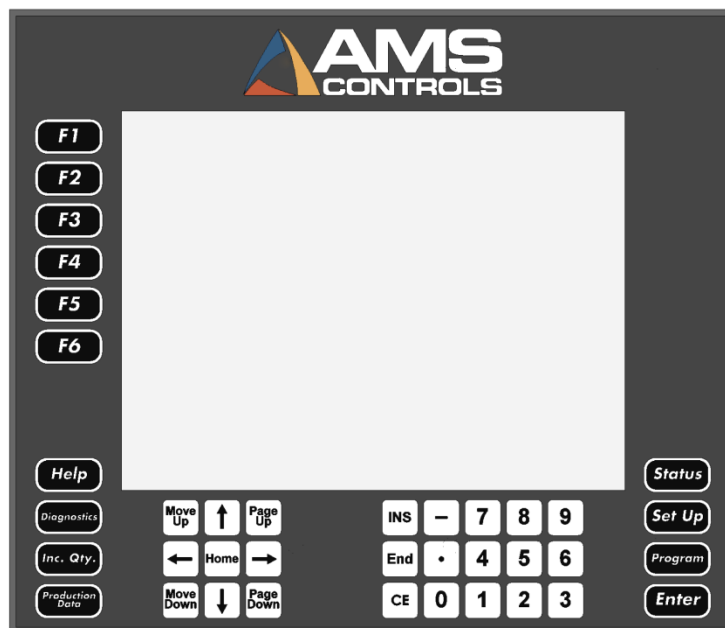 AMS
CONTROLS
F1
F2
F3
F4
F5
F6
Help
Status
Diagnostics
Move Up
↑
Page Up
INS
–
7
8
9
Set Up
Inc. Qty.
←
Home
→
End
.
4
5
6
Program
Production Data
Move Down
↓
Page Down
CE
0
1
2
3
Enter